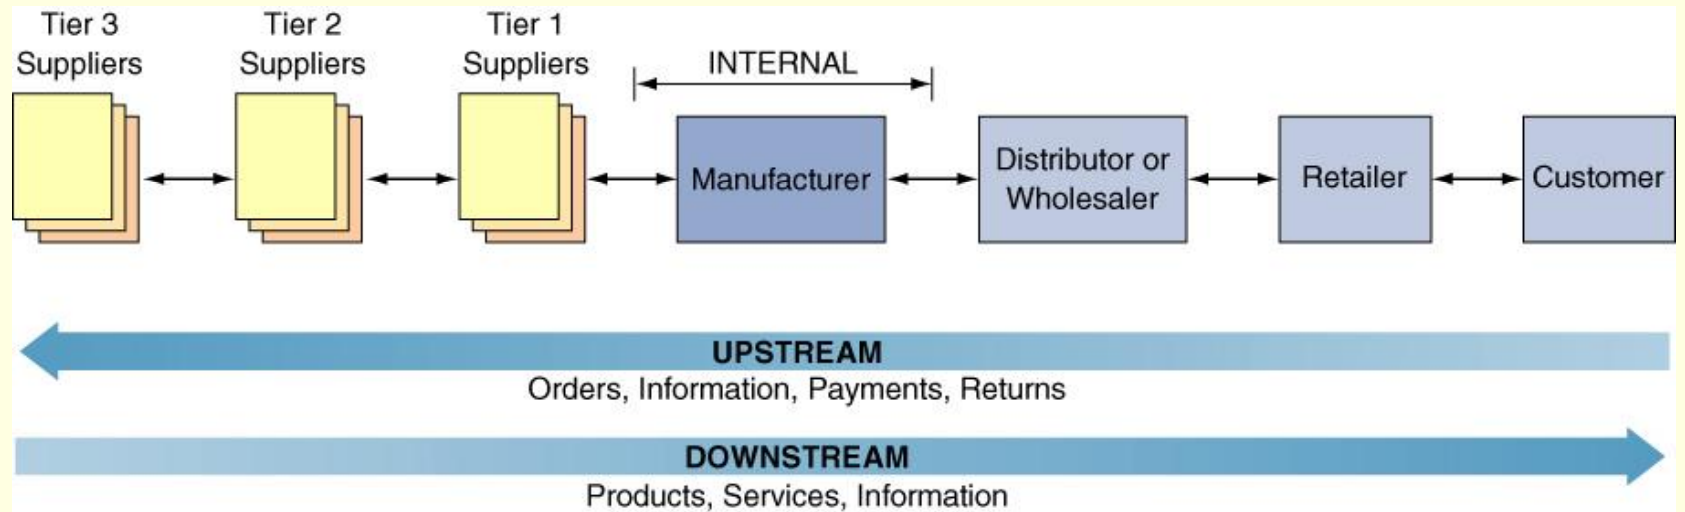 Tier 3
Suppliers
Tier 2
Suppliers
Tier 1
Suppliers
INTERNAL
Manufacturer
Distributor or
Wholesaler
Retailer
Customer
UPSTREAM
Orders, Information, Payments, Returns
DOWNSTREAM
Products, Services, Information